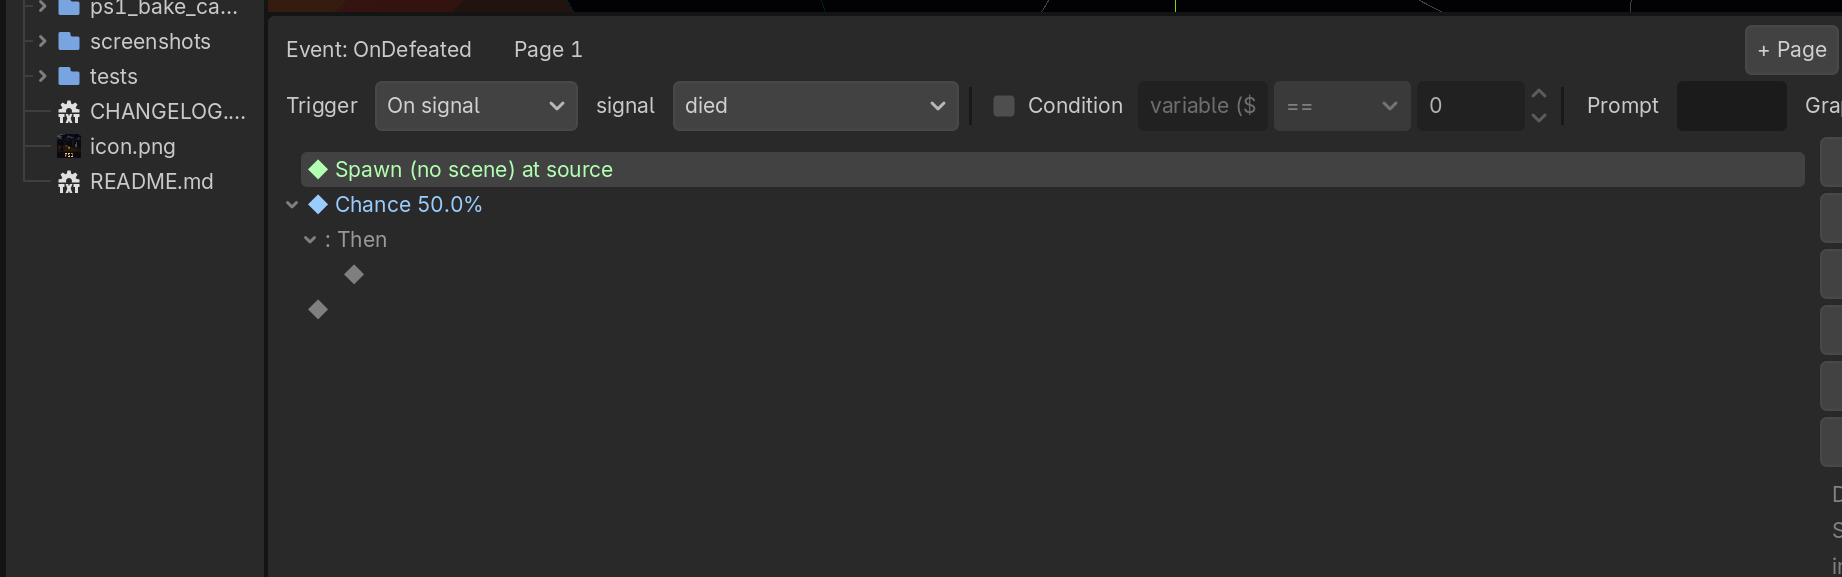 ps1_bake_ca...
screenshots
tests
CHANGELOG....
icon.png
README.md
Event: OnDefeated Page 1
+ Page
Trigger On signal signal died Condition variable ($ == 0 Prompt Gra
Spawn (no scene) at source
Chance 50.0%
: Then